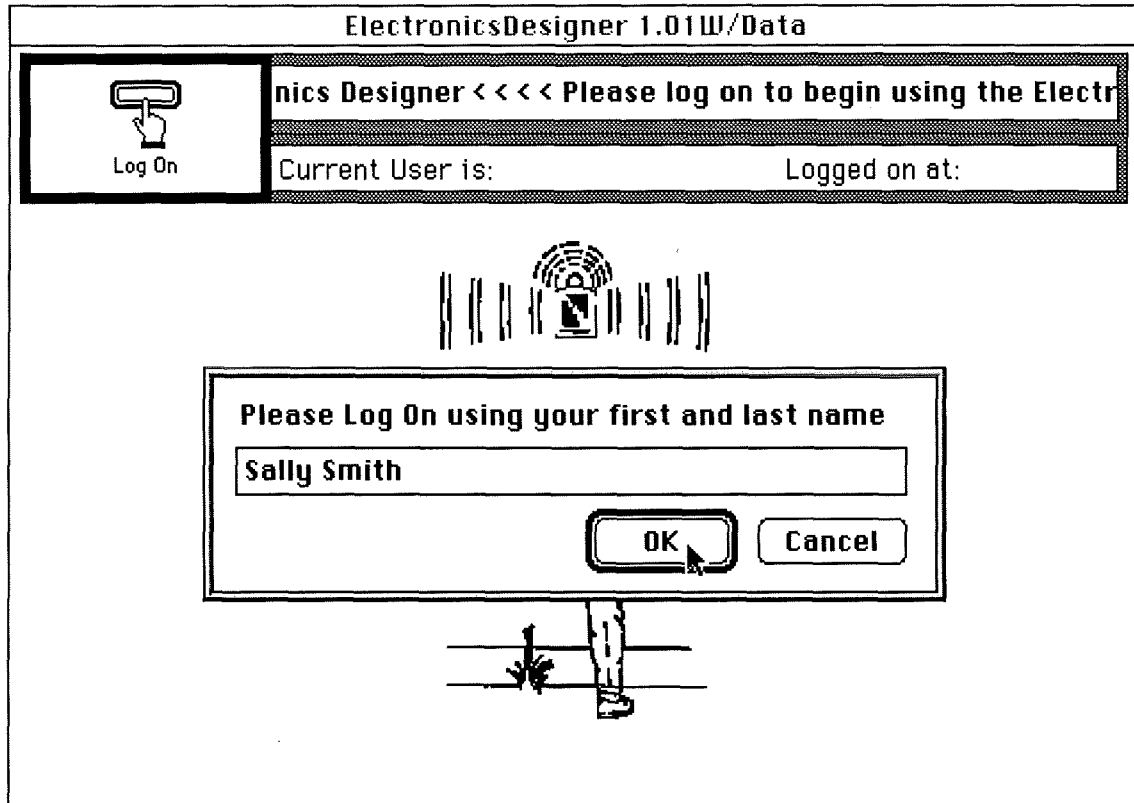 ElectronicsDesigner 1.01W/Data
nics Designer < < < < Please log on to begin using the Electr
Log On
Current User is: Logged on at:
Please Log On using your first and last name
Sally Smith
OK Cancel